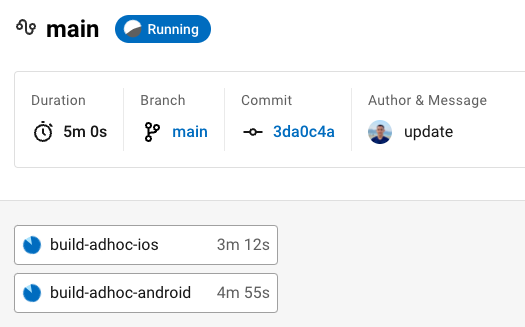 main Running
Duration Branch Commit Author & Message
5m 0s main 3da0c4a update
build-adhoc-ios 3m 12s
build-adhoc-android 4m 55s